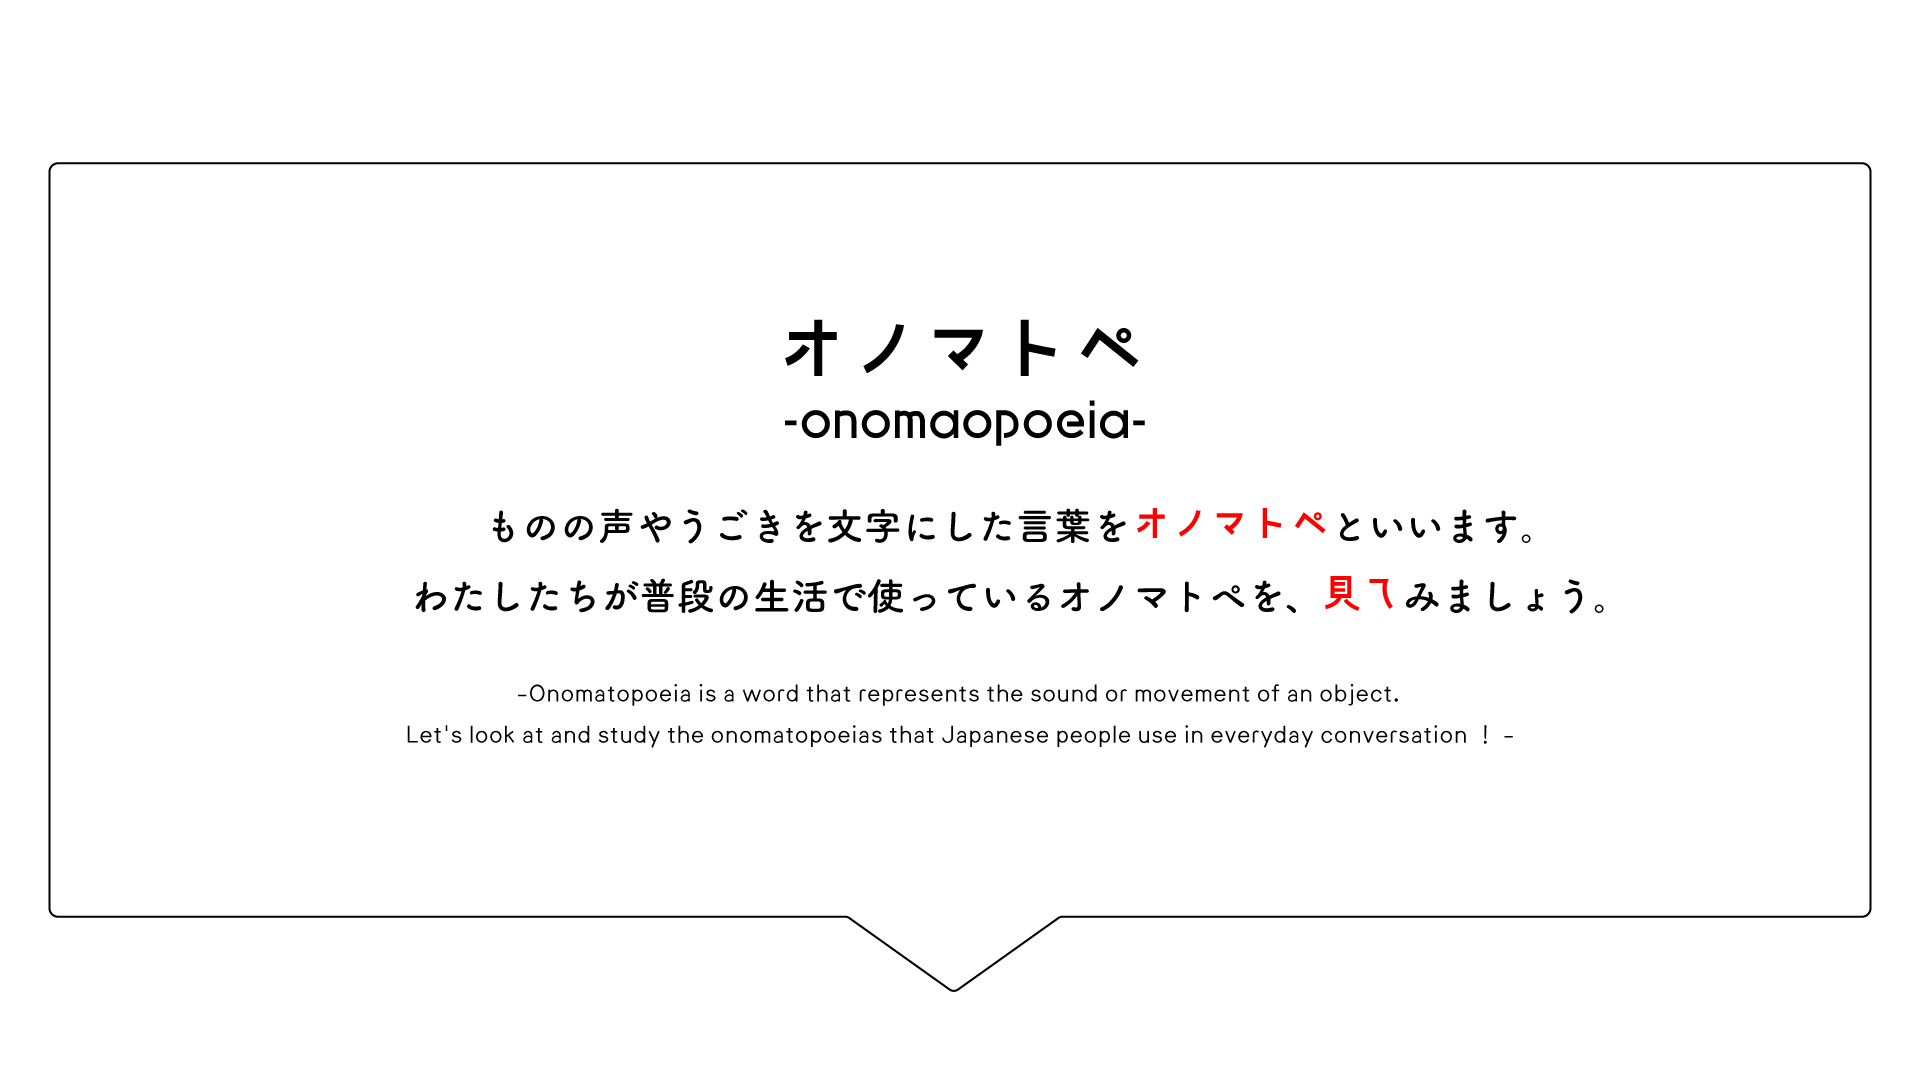 オノマトペ
-onomaopoeia-
ものの声やうごきを文字にした言葉をオノマトペといいます。
わたしたちが普段の生活で使っているオノマトペを、見てみましょう。
-Onomatopoeia is a word that represents the sound or movement of an object.
Let's look at and study the onomatopoeias that Japanese people use in everyday conversation ！ -